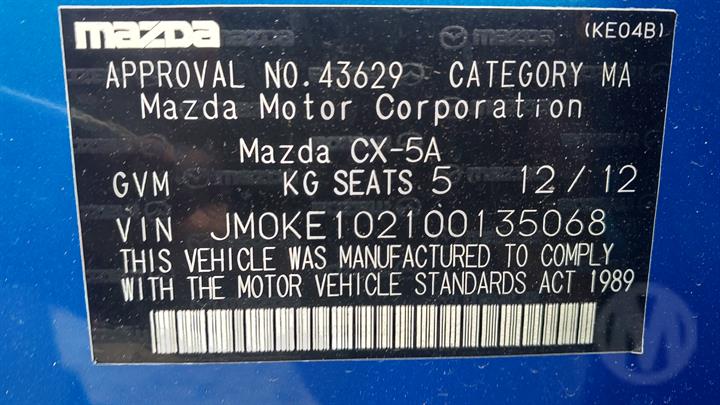 mazda (KE04B)
APPROVAL NO. 43629 CATEGORY MA
Mazda Motor Corporation
Mazda CX-5A
GVM KG SEATS 5 12/12
VIN JM0KE102100135068
THIS VEHICLE WAS MANUFACTURED TO COMPLY
WITH THE MOTOR VEHICLE STANDARDS ACT 1989
M